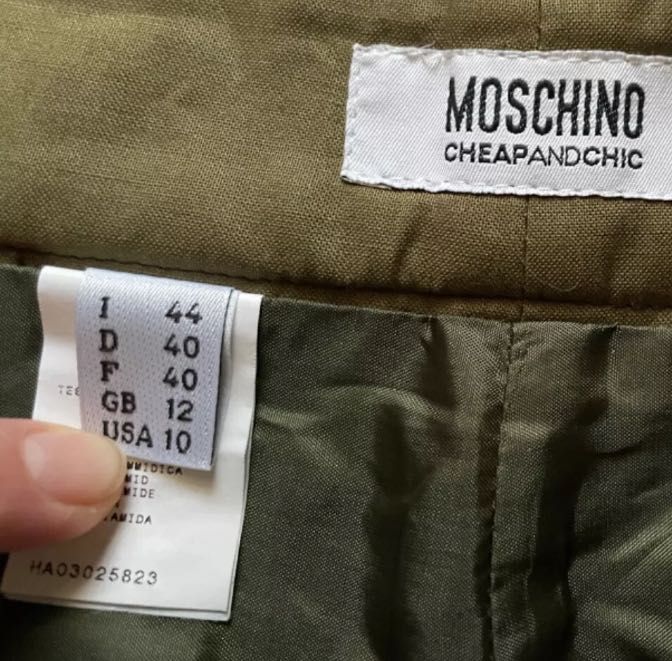 MOSCHINO
CHEAPANDCHIC
I 44
D 40
F 40
GB 12
USA 10
HA03025823